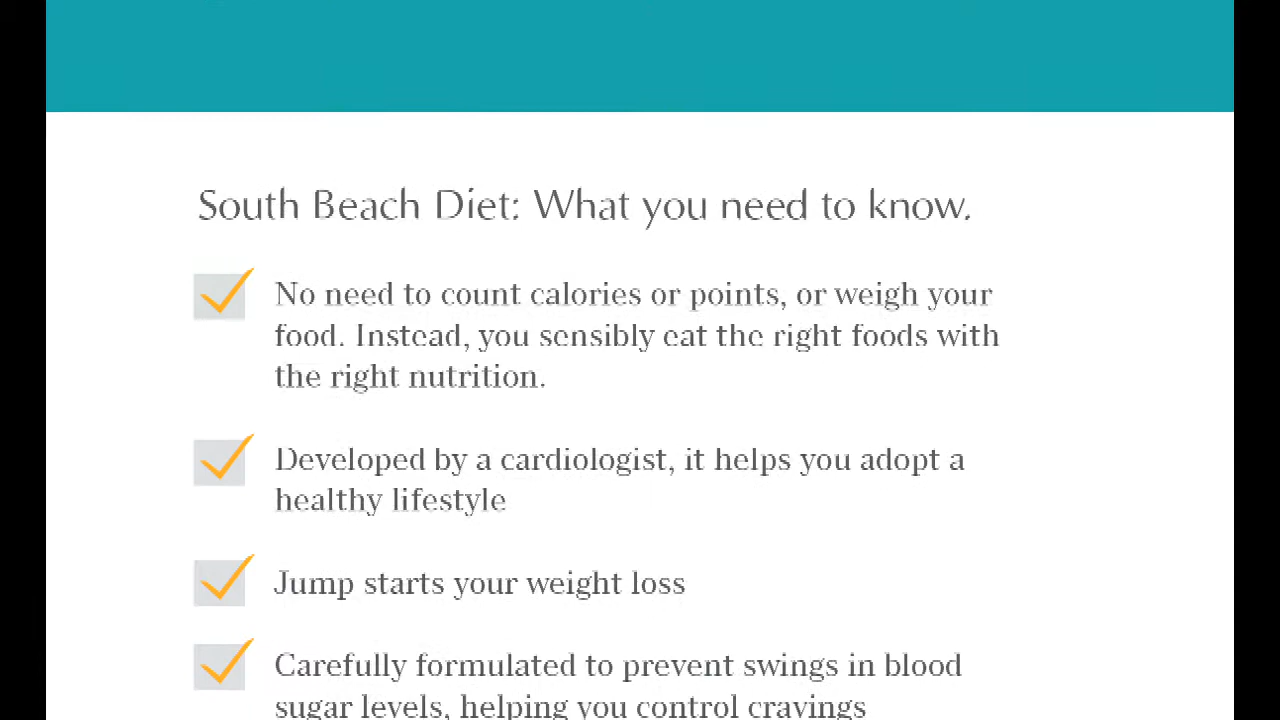 South Beach Diet: What you need to know.
No need to count calories or points, or weigh your
food. Instead, you sensibly eat the right foods with
the right nutrition.
Developed by a cardiologist, it helps you adopt a
healthy lifestyle
Jump starts your weight loss
Carefully formulated to prevent swings in blood
sugar levels, helping you control cravings